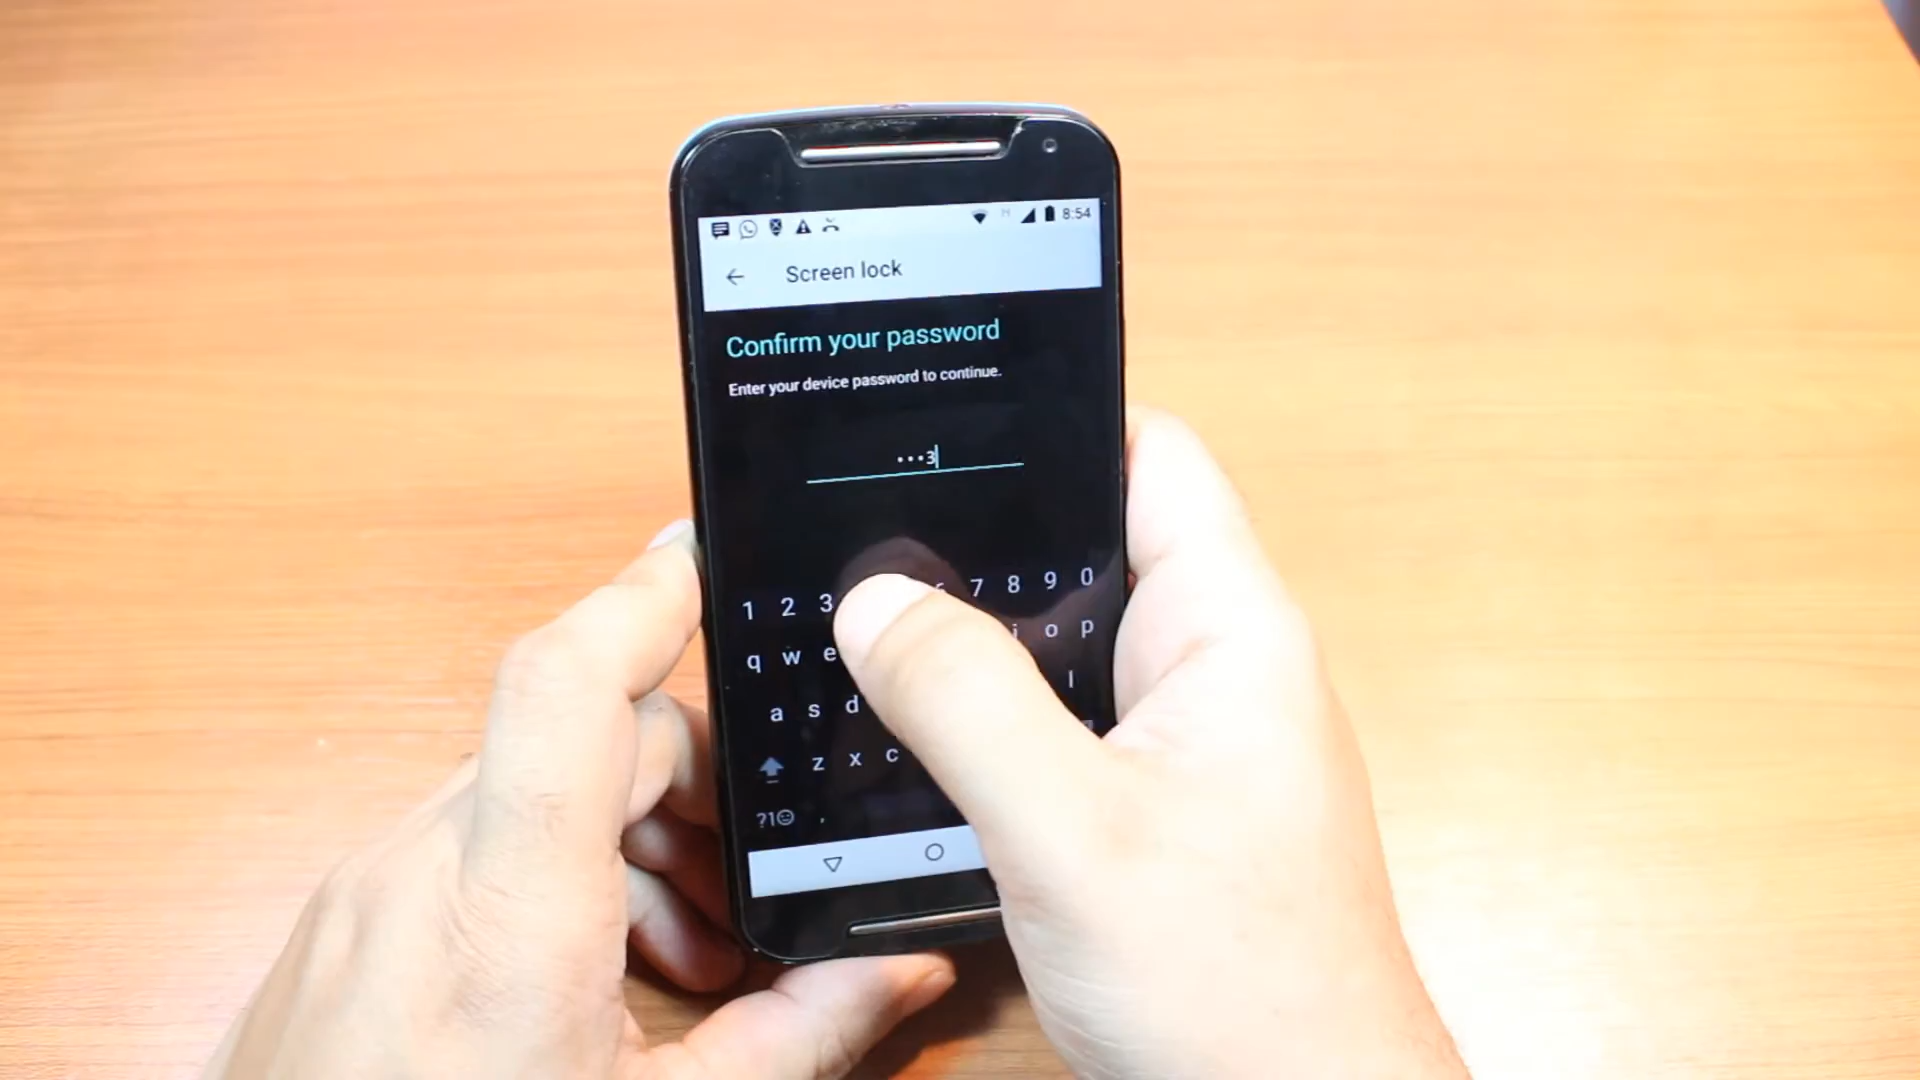 8:54
Screen lock
Confirm your password
Enter your device password to continue.
•••3
1 2 3 7 8 9 0
q w e i o p
a s d l
z x c
?1☺ ,